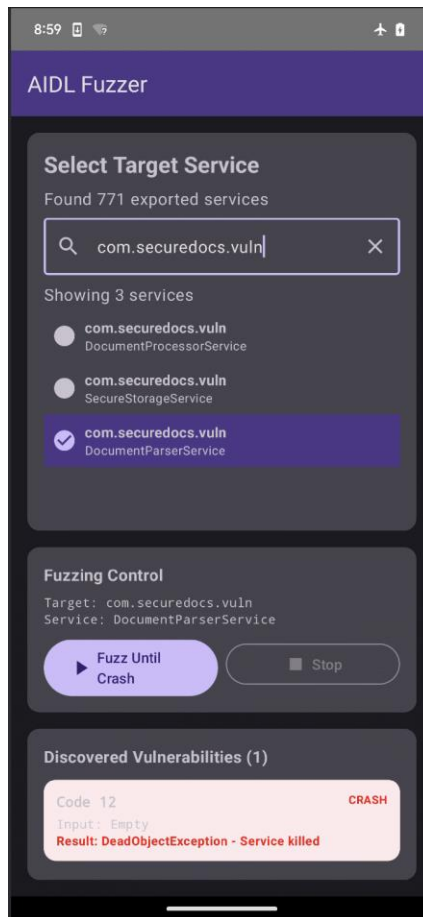 8:59
AIDL Fuzzer
Select Target Service
Found 771 exported services
com.securedocs.vuln
Showing 3 services
com.securedocs.vuln
DocumentProcessorService
com.securedocs.vuln
SecureStorageService
com.securedocs.vuln
DocumentParserService
Fuzzing Control
Target: com.securedocs.vuln
Service: DocumentParserService
Fuzz Until
Crash
Stop
Discovered Vulnerabilities (1)
Code 12 CRASH
Input: Empty
Result: DeadObjectException - Service killed